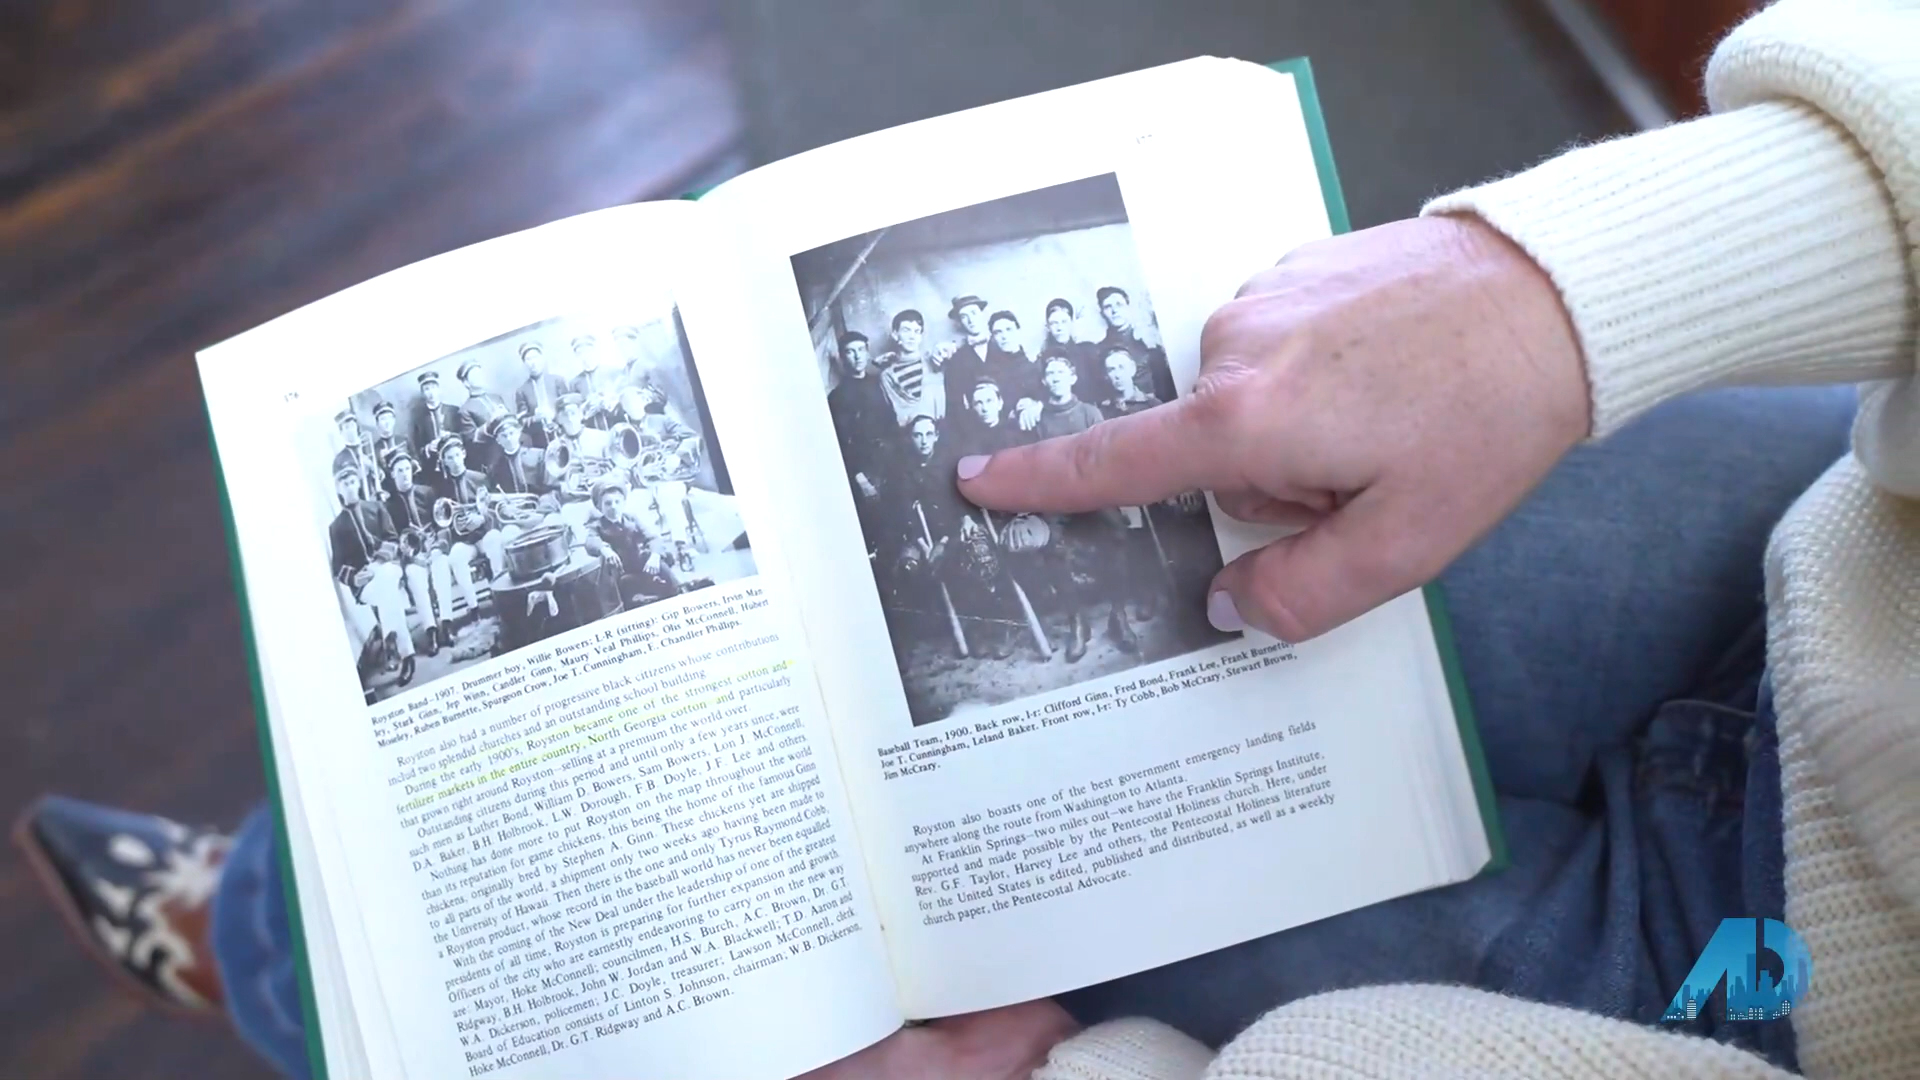 176
Royston Band—1907. Drummer boy, Willie Bowers; L-R (sitting): Gip Bowers, Irvin Man
ley, Stark Ginn, Jep Winn, Candler Ginn, Maury Veal Phillips, Olis McConnell, Hubert
Moseley, Ruben Burnette, Spurgeon Crow, Joe T. Cunningham, E. Chandler Phillips.
Royston also had a number of progressive black citizens whose contributions
includ two splendid churches and an outstanding school building
During the early 1900's, Royston became one of the strongest cotton and
fertilizer markets in the entire country, North Georgia cotton—and particularly
that grown right around Royston—selling at a premium the world over.
Outstanding citizens during this period and until only a few years since, were
such men as Luther Bond, William D. Bowers, Sam Bowers, Lon J. McConnell,
D.A. Baker, B.H. Holbrook, L.W. Dorough, F.B. Doyle, J.F. Lee and others.
Nothing has done more to put Royston on the map throughout the world
than its reputation for game chickens, this being the home of the famous Ginn
chickens, originally bred by Stephen A. Ginn. These chickens yet are shipped
to all parts of the world, a shipment only two weeks ago having been made to
the University of Hawaii. Then there is the one and only Tyrus Raymond Cobb,
a Royston product, whose record in the baseball world has never been equalled.
With the coming of the New Deal under the leadership of one of the greatest
presidents of all time, Royston is preparing for further expansion and growth.
Officers of the city who are earnestly endeavoring to carry on in the new way
are: Mayor, Hoke McConnell; councilmen, H.S. Burch, A.C. Brown, Dr. G.T.
Ridgway, B.H. Holbrook, John W. Jordan and W.A. Blackwell; T.D. Aaron and
W.A. Dickerson, policemen; J.C. Doyle, treasurer; Lawson McConnell, clerk.
Board of Education consists of Linton S. Johnson, chairman; W.B. Dickerson,
Hoke McConnell, Dr. G.T. Ridgway and A.C. Brown.
Baseball Team, 1900. Back row, l-r: Clifford Ginn, Fred Bond, Frank Lee, Frank Burnette,
Joe T. Cunningham, Leland Baker. Front row, l-r: Ty Cobb, Bob McCrary, Stewart Brown,
Jim McCrary.
Royston also boasts one of the best government emergency landing fields
anywhere along the route from Washington to Atlanta.
At Franklin Springs—two miles out—we have the Franklin Springs Institute,
supported and made possible by the Pentecostal Holiness church. Here, under
Rev. G.F. Taylor, Harvey Lee and others, the Pentecostal Holiness literature
for the United States is edited, published and distributed, as well as a weekly
church paper, the Pentecostal Advocate.
AD